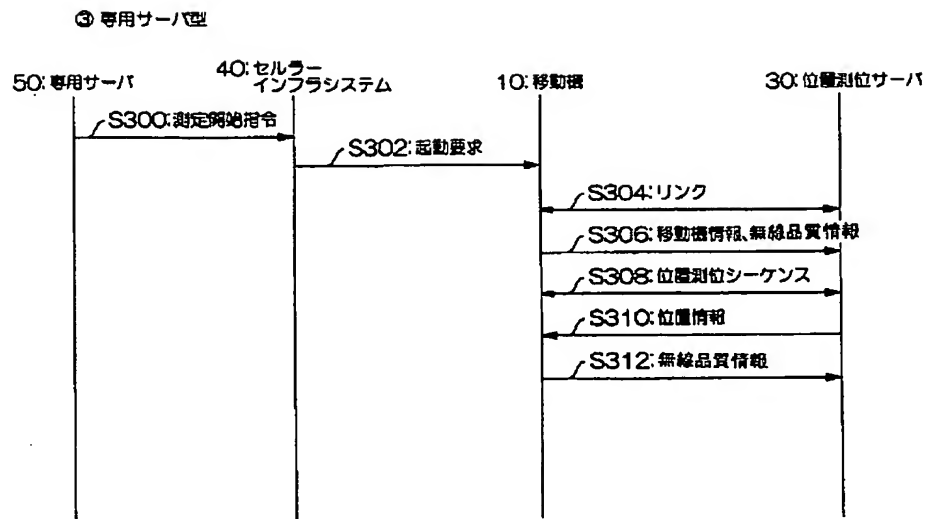 ③ 専用サーバ型
50:専用サーバ
40:セルラー
インフラシステム
10:移動機
30:位置測位サーバ
S300:測定開始指令
S302:起動要求
S304:リンク
S306:移動機情報、無線品質情報
S308:位置測位シーケンス
S310:位置情報
S312:無線品質情報